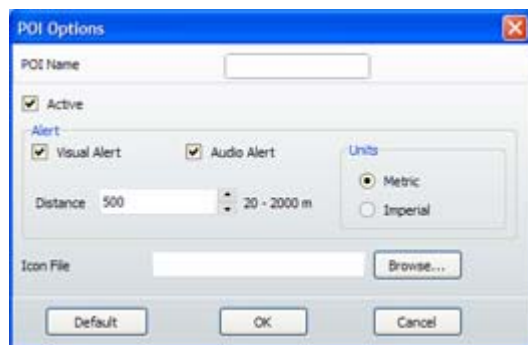 POI Options
POI Name
Active
Alert
Visual Alert
Audio Alert
Units
Metric
Distance 500 20 - 2000 m
Imperial
Icon File Browse...
Default OK Cancel